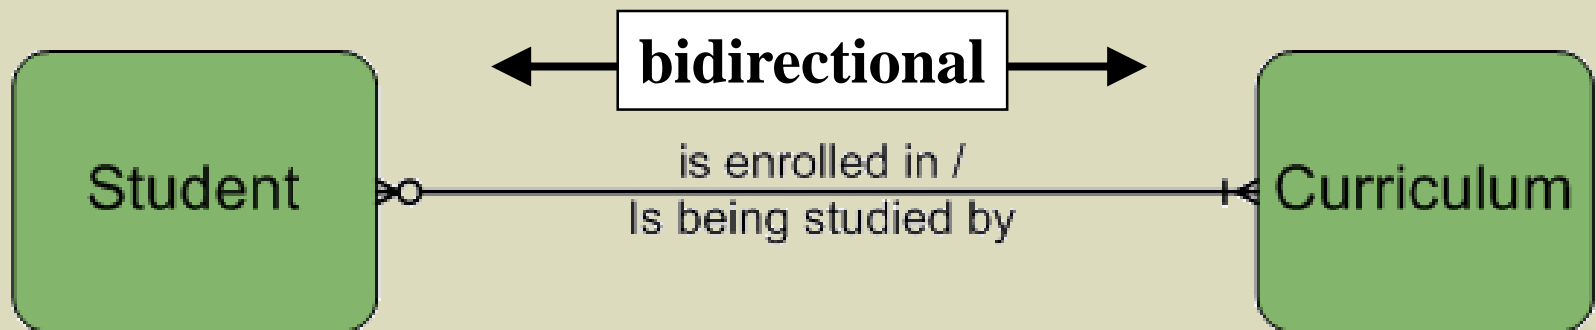 bidirectional
is enrolled in /
Student
Curriculum
Is being studied by